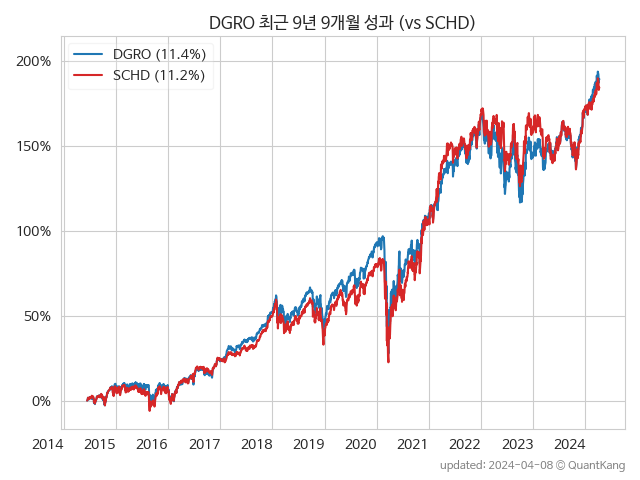 DGRO 최근 9년 9개월 성과 (vs SCHD)
DGRO (11.4%)
SCHD (11.2%)
200%
150%
100%
50%
0%
2014 2015 2016 2017 2018 2019 2020 2021 2022 2023 2024
updated: 2024-04-08 © QuantKang